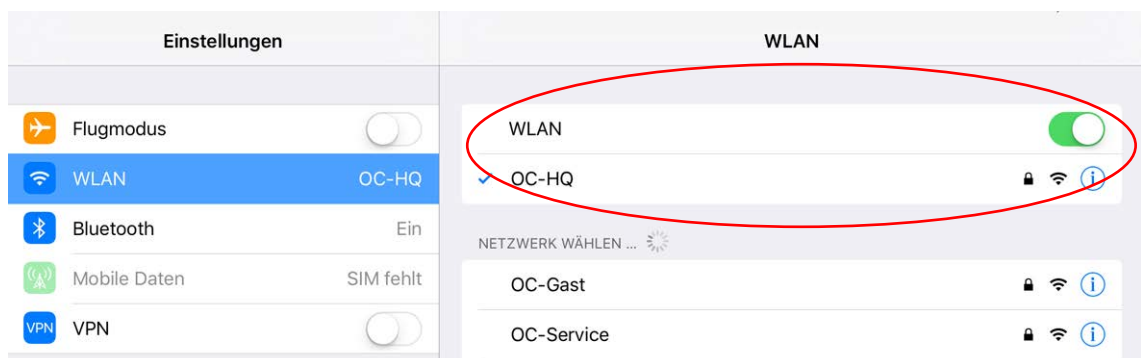 Einstellungen
Flugmodus
WLAN OC-HQ
Bluetooth Ein
Mobile Daten SIM fehlt
VPN VPN
WLAN
WLAN
OC-HQ
NETZWERK WÄHLEN ...
OC-Gast
OC-Service